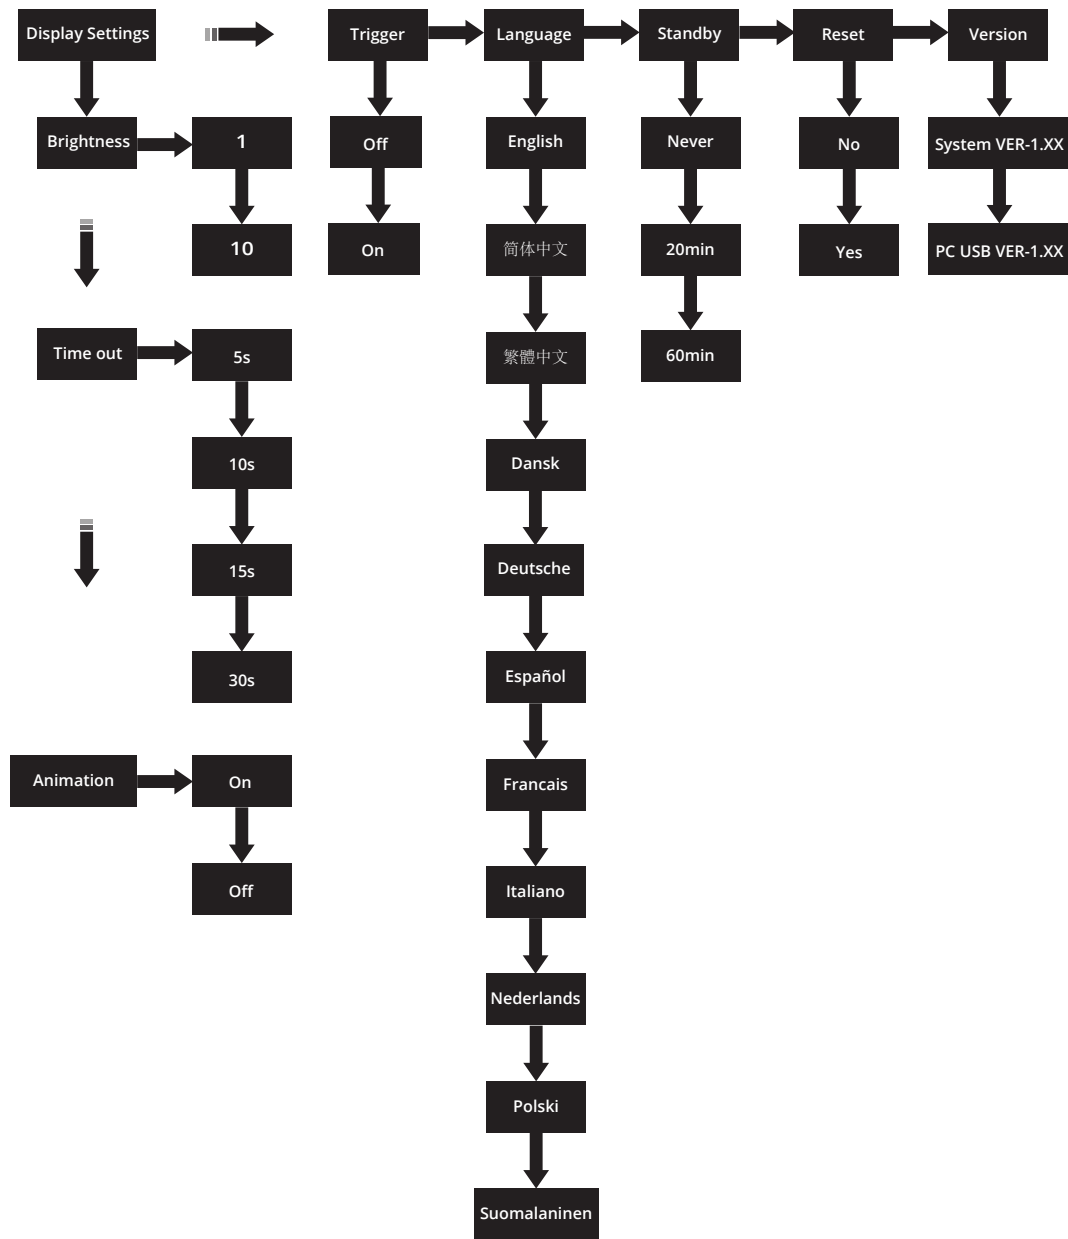 Display Settings
Trigger
Language
Standby
Reset
Version
Brightness
1
Off
English
Never
No
System VER-1.XX
10
On
简体中文
20min
Yes
PC USB VER-1.XX
Time out
5s
繁體中文
60min
10s
Dansk
15s
Deutsche
30s
Español
Animation
On
Francais
Off
Italiano
Nederlands
Polski
Suomalaninen